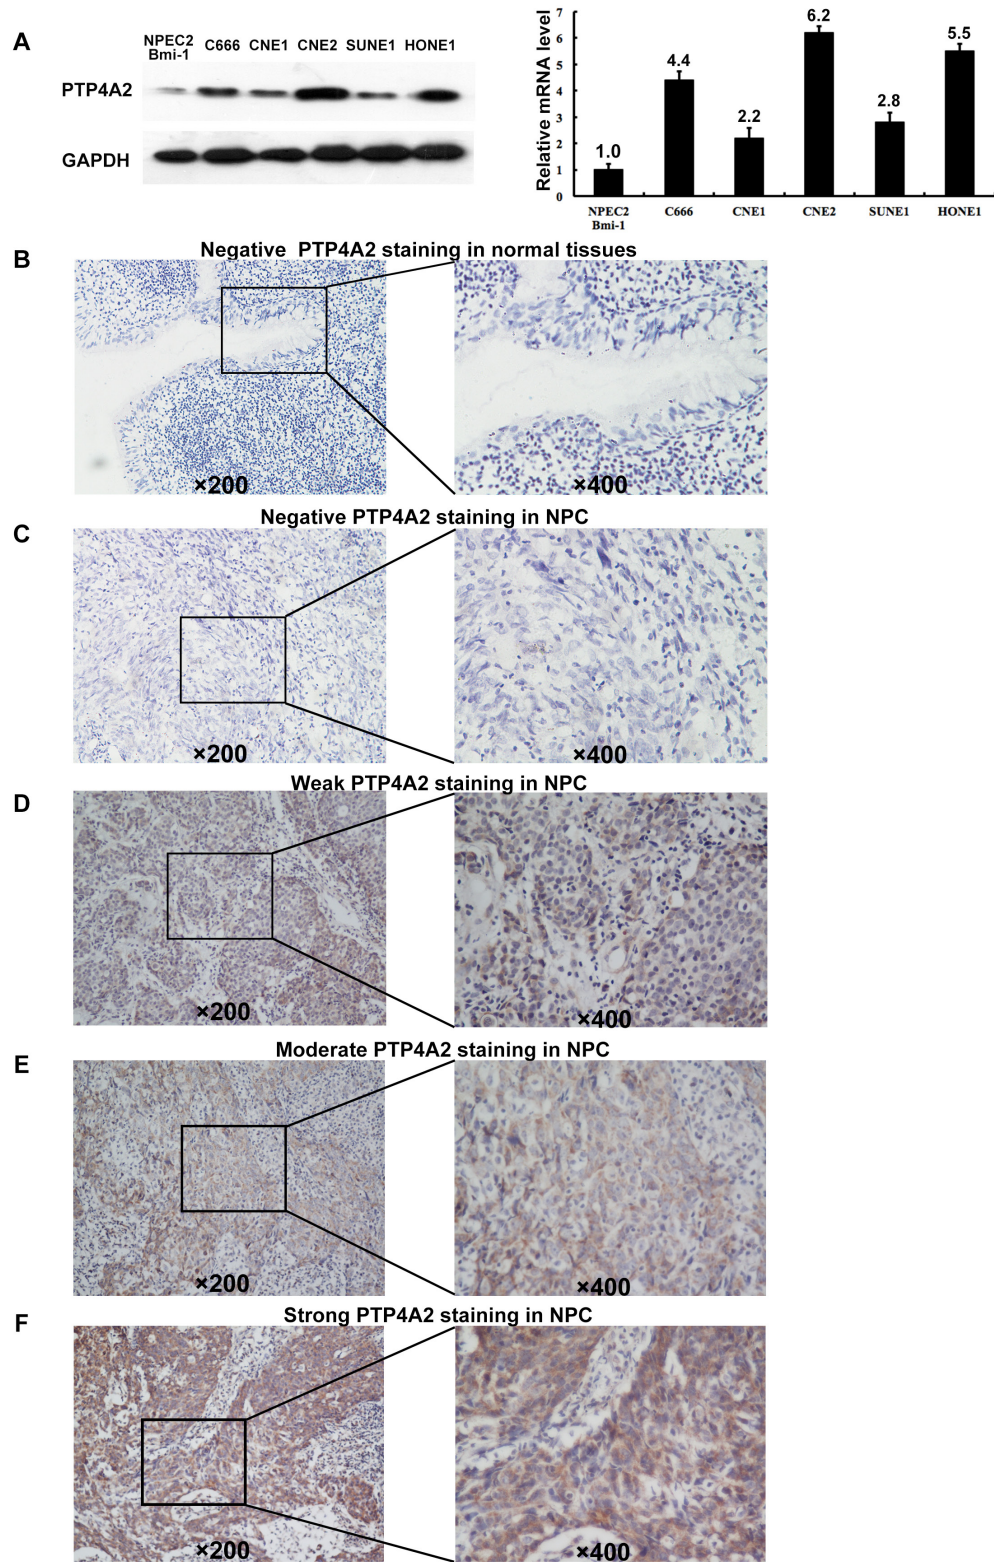 A
NPEC2
Bmi-1
C666
CNE1
CNE2
SUNE1
HONE1
PTP4A2
GAPDH
Relative mRNA level
7
6
5
4
3
2
1
0
1.0
4.4
2.2
6.2
2.8
5.5
NPEC2
Bmi-1
C666
CNE1
CNE2
SUNE1
HONE1
B
Negative PTP4A2 staining in normal tissues
×200
×400
C
Negative PTP4A2 staining in NPC
×200
×400
D
Weak PTP4A2 staining in NPC
×200
×400
E
Moderate PTP4A2 staining in NPC
×200
×400
F
Strong PTP4A2 staining in NPC
×200
×400